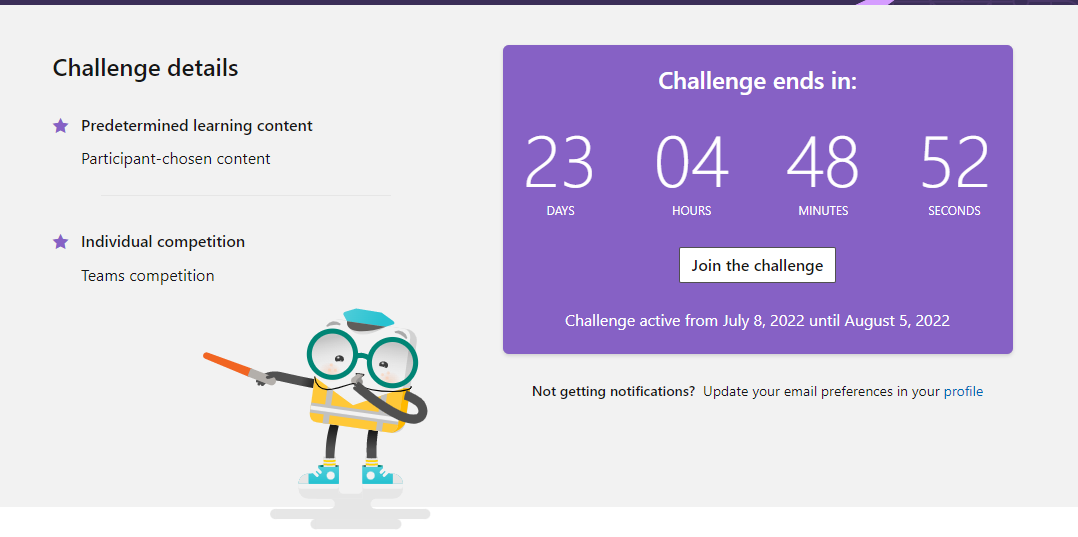 Challenge details
Predetermined learning content
Participant-chosen content
Individual competition
Teams competition
Challenge ends in:
23 04 48 52
DAYS HOURS MINUTES SECONDS
Join the challenge
Challenge active from July 8, 2022 until August 5, 2022
Not getting notifications? Update your email preferences in your profile